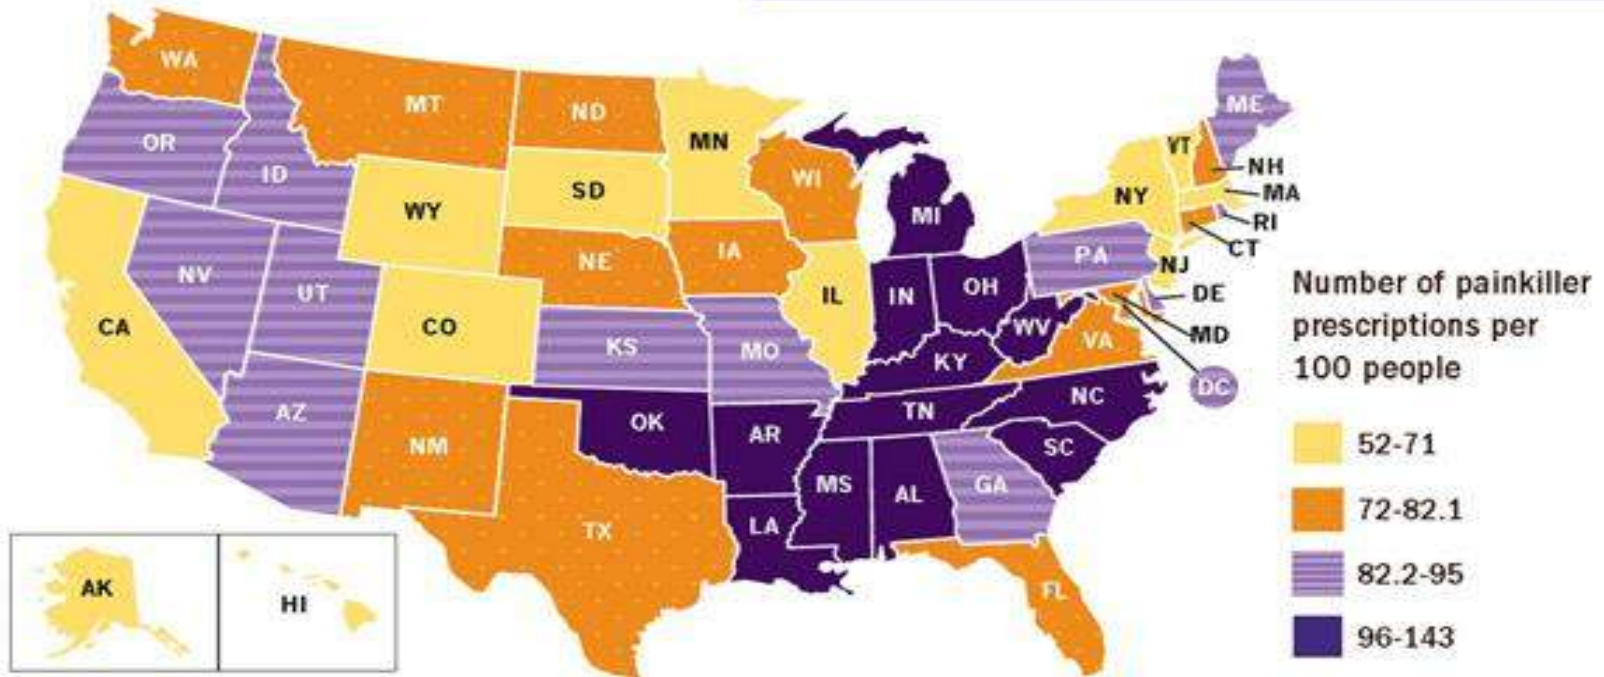 WA
MT
ND
MN
ME
OR
ID
VT
NH
WI
SD
WY
NY
MA
MI
RI
CT
NE
IA
PA
NV
NJ
UT
IL
IN
OH
DE
CA
CO
WV
MD
KS
MO
KY
VA
DC
AZ
OK
TN
NC
NM
AR
SC
MS
AL
GA
TX
LA
AK
HI
FL
Number of painkiller
prescriptions per
100 people
52-71
72-82.1
82.2-95
96-143